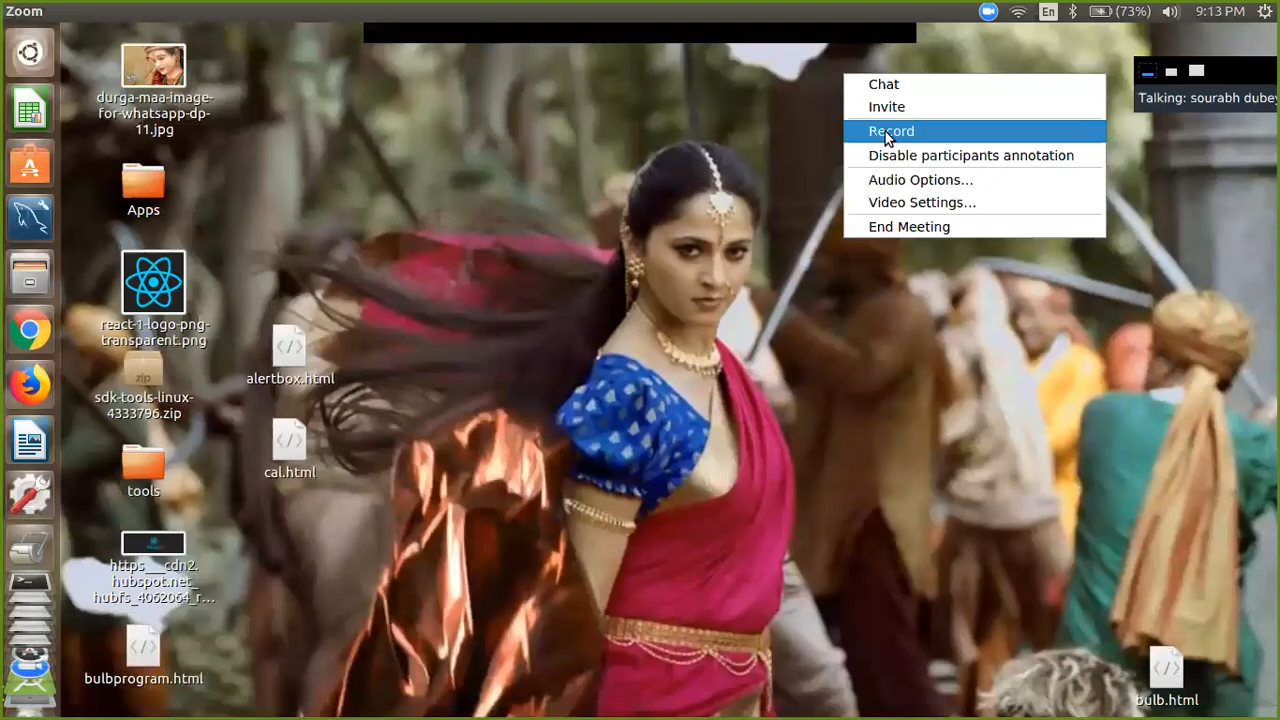 Zoom
En
(73%)
9:13 PM
durga-maa-image-
for-whatsapp-dp-
11.jpg
Apps
react-1-logo-png-
transparent.png
sdk-tools-linux-
4333796.zip
tools
https___cdn2.
hubspot.net_
hubfs_4062064_r...
bulbprogram.html
alertbox.html
cal.html
Chat
Invite
Record
Disable participants annotation
Audio Options...
Video Settings...
End Meeting
Talking: sourabh dube
bulb.html
zip